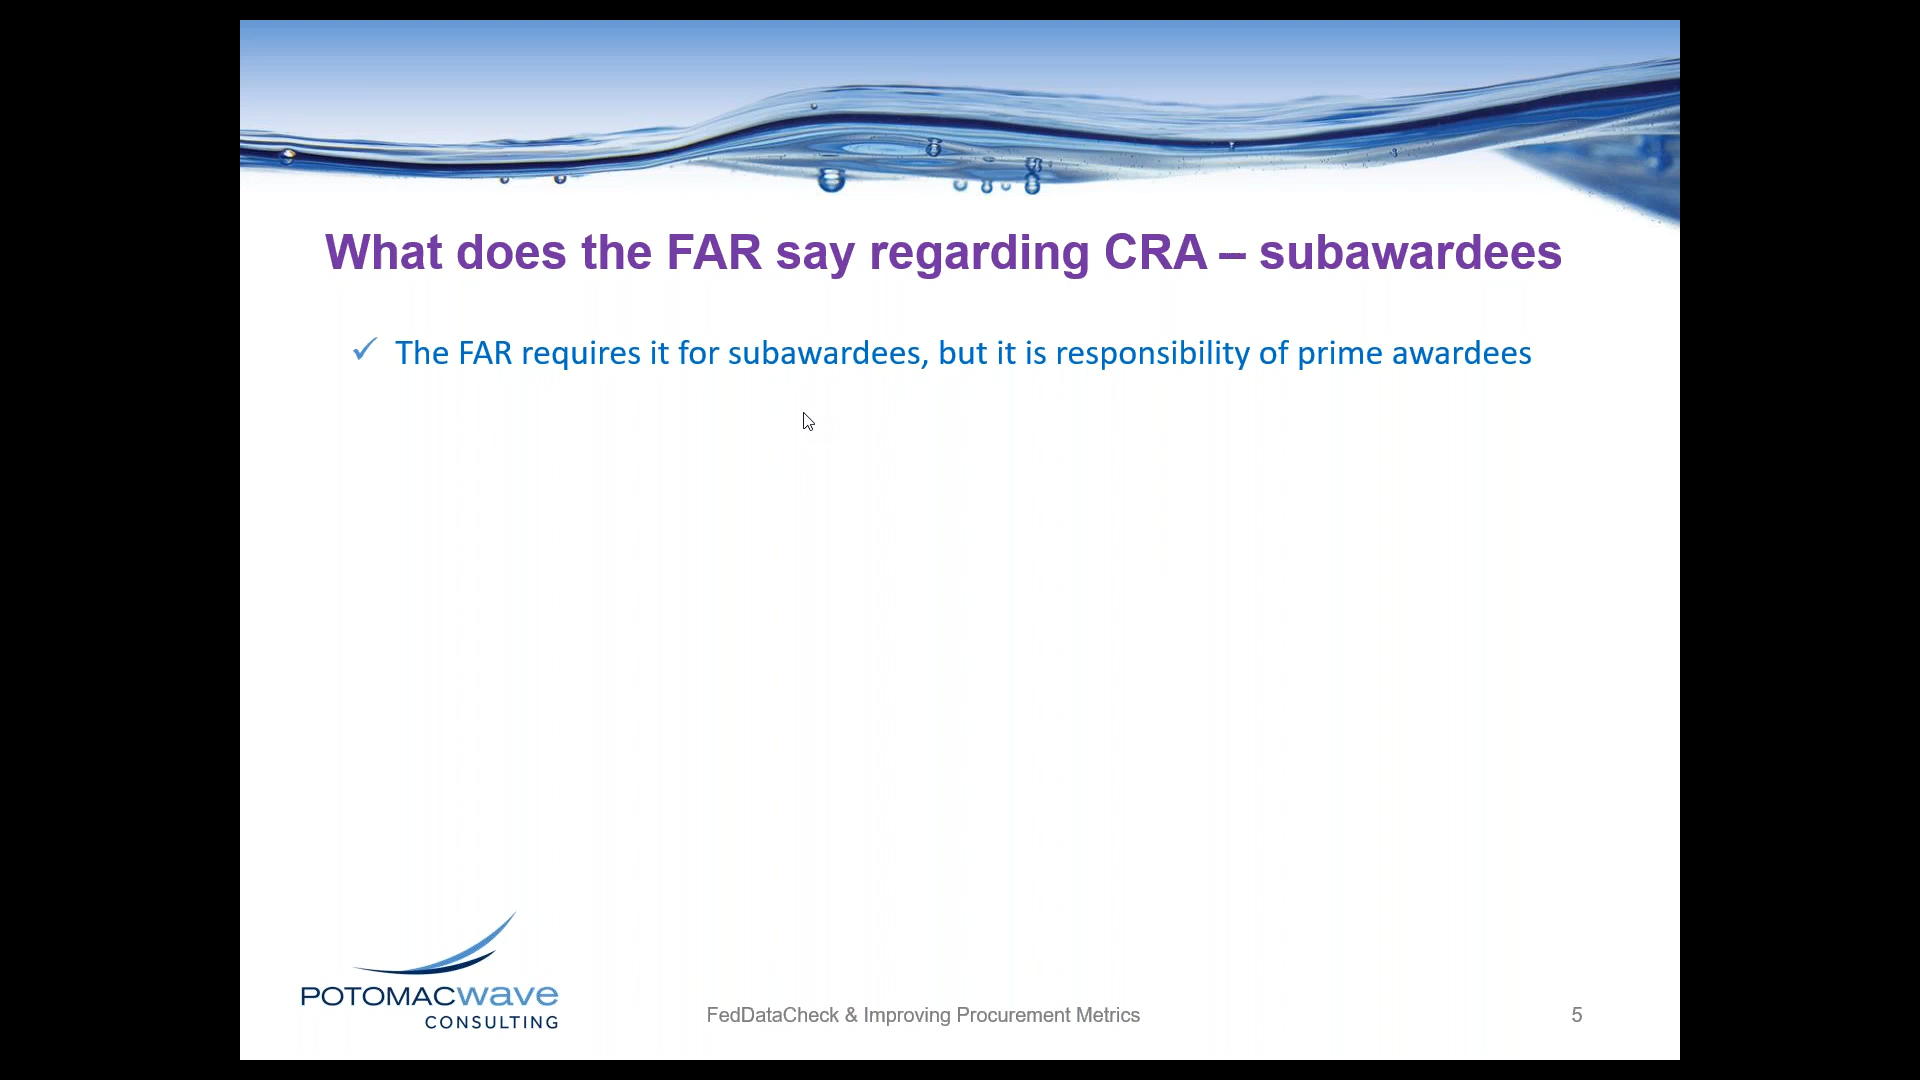 What does the FAR say regarding CRA – subawardees
✓ The FAR requires it for subawardees, but it is responsibility of prime awardees
POTOMACwave
CONSULTING
FedDataCheck & Improving Procurement Metrics
5